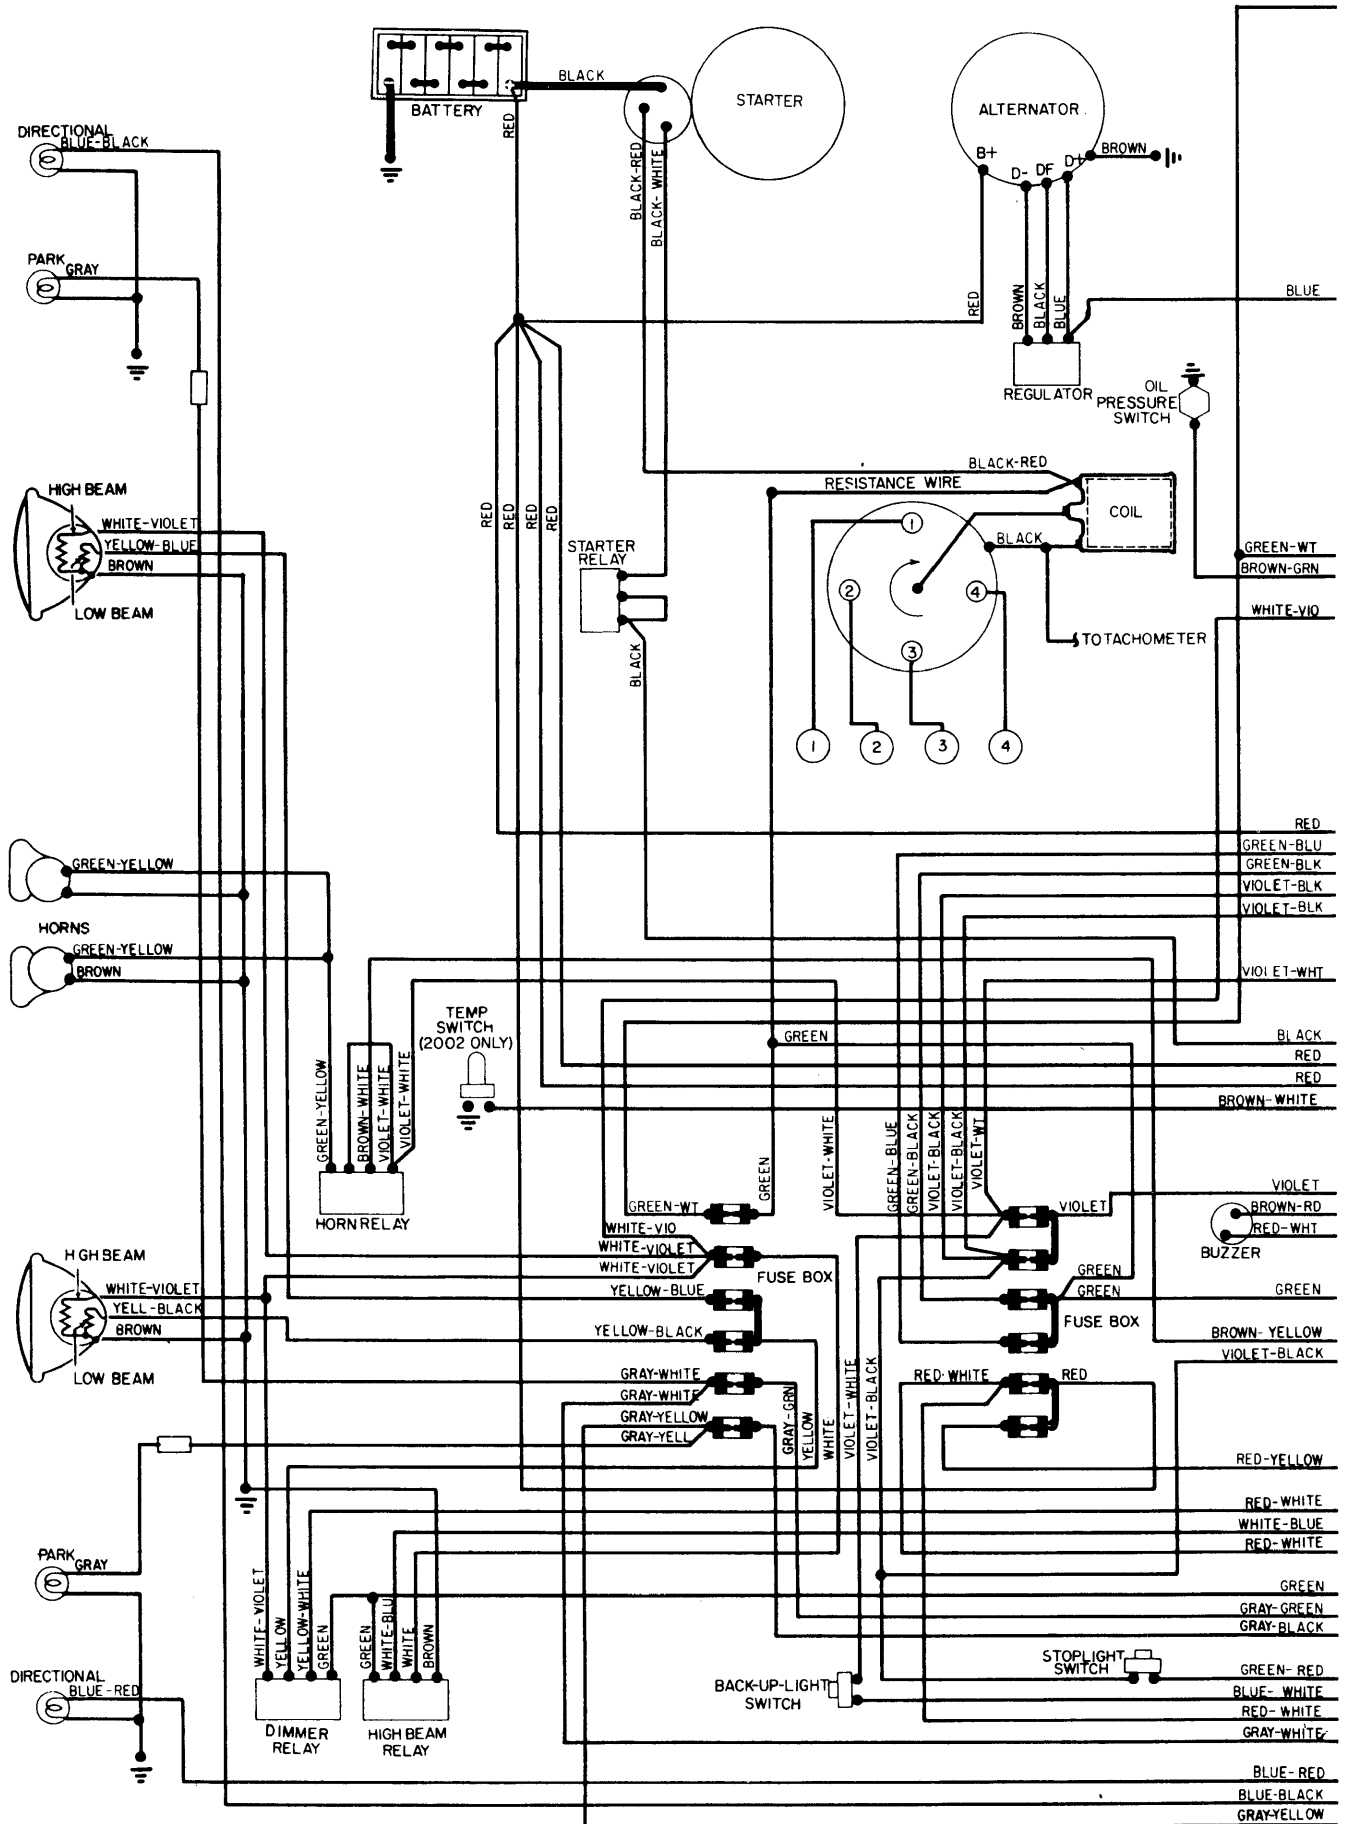 BATTERY
BLACK
STARTER
ALTERNATOR
B+
D-
DF
D+
BROWN
RED
BLACK-RED
BLACK-WHITE
DIRECTIONAL
BLUE-BLACK
PARK
GRAY
RED
BROWN
BLACK
BLUE
BLUE
REGULATOR
OIL
PRESSURE
SWITCH
HIGH BEAM
WHITE-VIOLET
YELLOW-BLUE
BROWN
LOW BEAM
RED
RED
RED
RED
BLACK-RED
RESISTANCE WIRE
COIL
BLACK
STARTER
RELAY
BLACK
1
2
3
4
1
2
3
4
TO TACHOMETER
GREEN-WT
BROWN-GRN
WHITE-VIO
RED
GREEN-BLU
GREEN-BLK
VIOLET-BLK
VIOLET-BLK
VIOLET-WHT
BLACK
RED
RED
BROWN-WHITE
GREEN-YELLOW
HORNS
GREEN-YELLOW
BROWN
TEMP
SWITCH
(2002 ONLY)
GREEN
GREEN-YELLOW
BROWN-WHITE
VIOLET-WHITE
VIOLET-WHITE
HORN RELAY
GREEN
VIOLET-WHITE
GREEN-BLUE
GREEN-BLACK
VIOLET-BLACK
VIOLET-BLACK
VIOLET-WT
GREEN-WT
WHITE-VIO
WHITE-VIOLET
WHITE-VIOLET
FUSE BOX
YELLOW-BLUE
YELLOW-BLACK
GRAY-WHITE
GRAY-WHITE
GRAY-YELLOW
GRAY-YELL
VIOLET
VIOLET
BROWN-RD
RED-WHT
BUZZER
GREEN
GREEN
GREEN
FUSE BOX
BROWN-YELLOW
VIOLET-BLACK
RED-WHITE
RED
GRAY-GRN
YELLOW
WHITE
VIOLET-WHITE
VIOLET-BLACK
H GH BEAM
WHITE-VIOLET
YELL-BLACK
BROWN
LOW BEAM
RED-YELLOW
RED-WHITE
WHITE-BLUE
RED-WHITE
GREEN
GRAY-GREEN
GRAY-BLACK
PARK
GRAY
DIRECTIONAL
BLUE-RED
WHITE-VIOLET
YELLOW
YELLOW-WHITE
GREEN
GREEN
WHITE-BLU
WHITE
BROWN
DIMMER
RELAY
HIGH BEAM
RELAY
BACK-UP-LIGHT
SWITCH
STOPLIGHT
SWITCH
GREEN-RED
BLUE-WHITE
RED-WHITE
GRAY-WHITE
BLUE-RED
BLUE-BLACK
GRAY-YELLOW